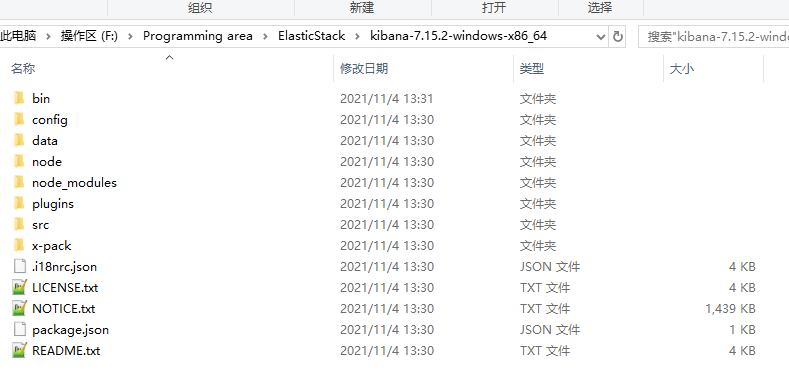 组织 新建 打开 选择
此电脑 操作区 (F:) Programming area ElasticStack kibana-7.15.2-windows-x86_64 搜索"kibana-7.15.2-windo
名称 修改日期 类型 大小
bin 2021/11/4 13:31 文件夹
config 2021/11/4 13:30 文件夹
data 2021/11/4 13:30 文件夹
node 2021/11/4 13:30 文件夹
node_modules 2021/11/4 13:30 文件夹
plugins 2021/11/4 13:30 文件夹
src 2021/11/4 13:30 文件夹
x-pack 2021/11/4 13:30 文件夹
.i18nrc.json 2021/11/4 13:30 JSON 文件 4 KB
LICENSE.txt 2021/11/4 13:30 TXT 文件 4 KB
NOTICE.txt 2021/11/4 13:30 TXT 文件 1,439 KB
package.json 2021/11/4 13:30 JSON 文件 1 KB
README.txt 2021/11/4 13:30 TXT 文件 4 KB